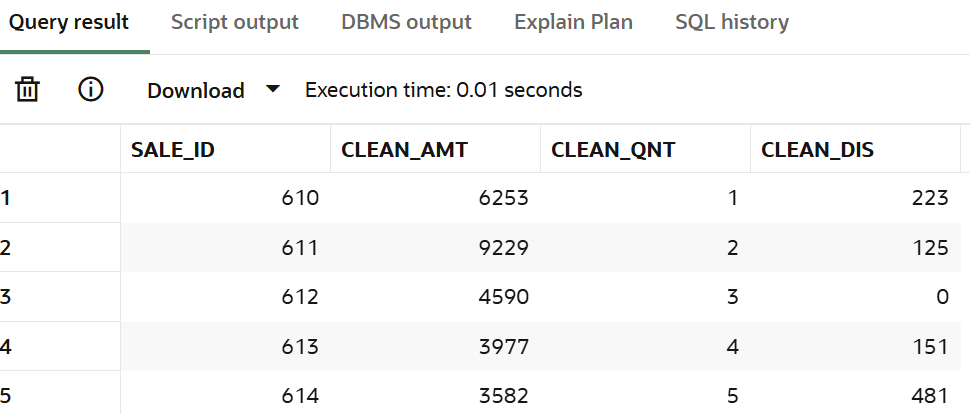 Query result Script output DBMS output Explain Plan SQL history
Download Execution time: 0.01 seconds
SALE_ID CLEAN_AMT CLEAN_QNT CLEAN_DIS
1 610 6253 1 223
2 611 9229 2 125
3 612 4590 3 0
4 613 3977 4 151
5 614 3582 5 481